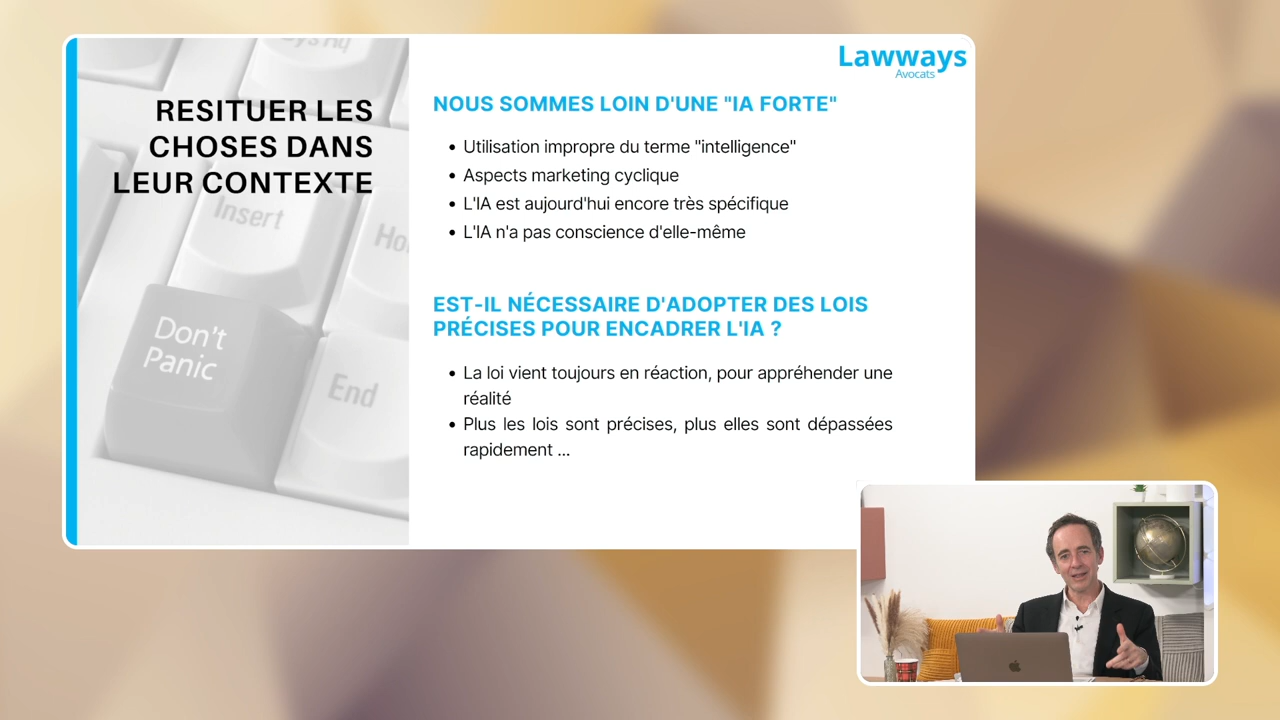 Lawways
Avocats
RESITUER LES
CHOSES DANS
LEUR CONTEXTE
Insert
Don't
Panic
End
NOUS SOMMES LOIN D'UNE "IA FORTE"
• Utilisation impropre du terme "intelligence"
• Aspects marketing cyclique
• L'IA est aujourd'hui encore très spécifique
• L'IA n'a pas conscience d'elle-même
EST-IL NÉCESSAIRE D'ADOPTER DES LOIS
PRÉCISES POUR ENCADRER L'IA ?
• La loi vient toujours en réaction, pour appréhender une
réalité
• Plus les lois sont précises, plus elles sont dépassées
rapidement ...